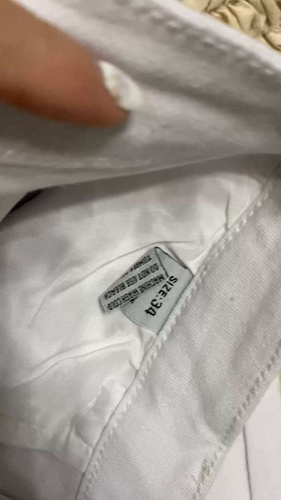 SIZE:34
MACHINE WASH COLD
DO NOT USE BLEACH